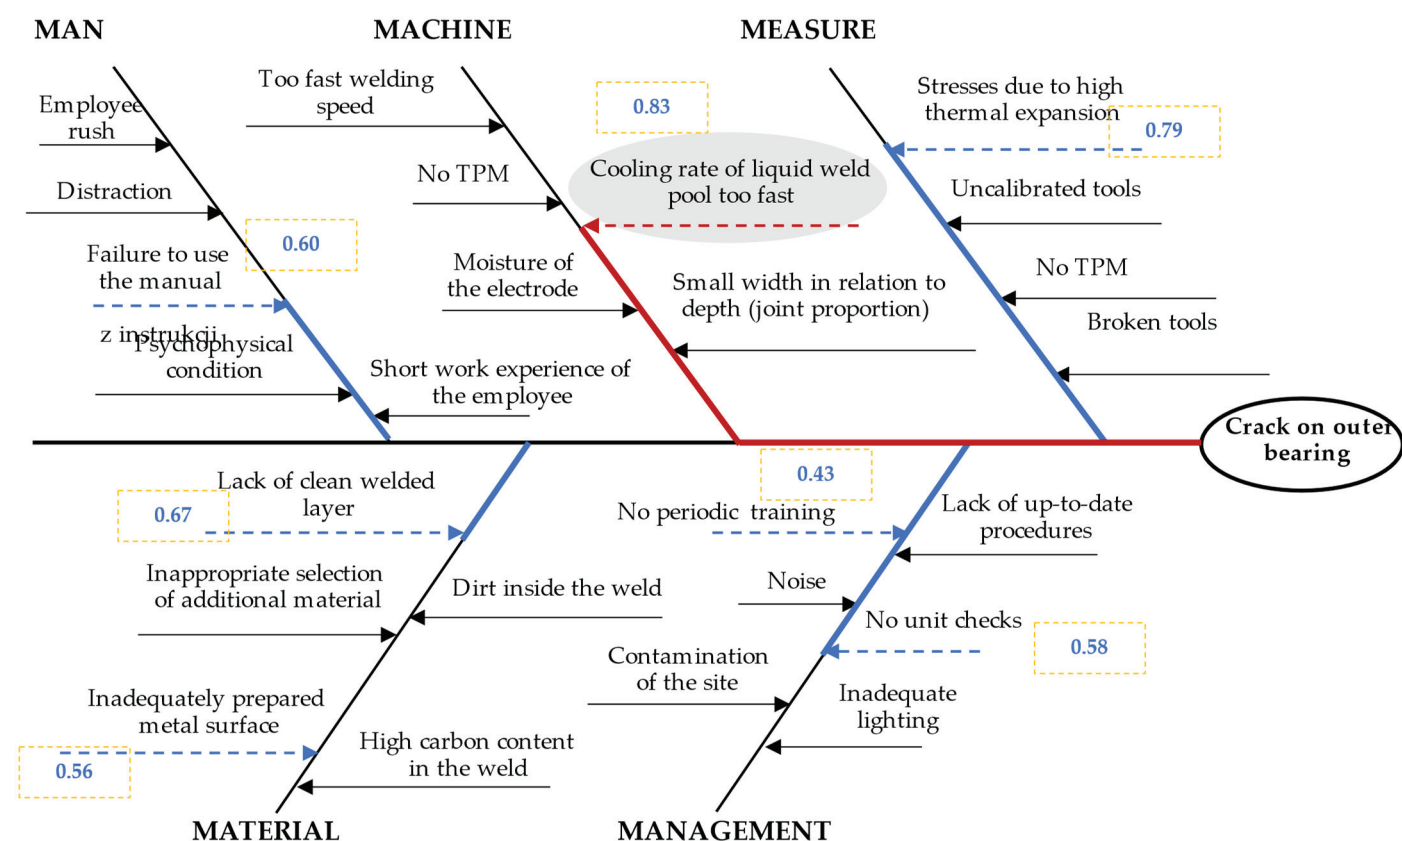 MAN
MACHINE
MEASURE
Employee
rush
Distraction
0.60
Failure to use
the manual
z instrukcji
Psychophysical
condition
Short work experience of
the employee
Too fast welding
speed
No TPM
0.83
Cooling rate of liquid weld
pool too fast
Moisture of
the electrode
Small width in relation to
depth (joint proportion)
Stresses due to high
thermal expansion
0.79
Uncalibrated tools
No TPM
Broken tools
Crack on outer
bearing
Lack of clean welded
layer
0.67
Inappropriate selection
of additional material
Dirt inside the weld
Inadequately prepared
metal surface
0.56
High carbon content
in the weld
0.43
No periodic training
Lack of up-to-date
procedures
Noise
No unit checks
0.58
Contamination
of the site
Inadequate
lighting
MATERIAL
MANAGEMENT